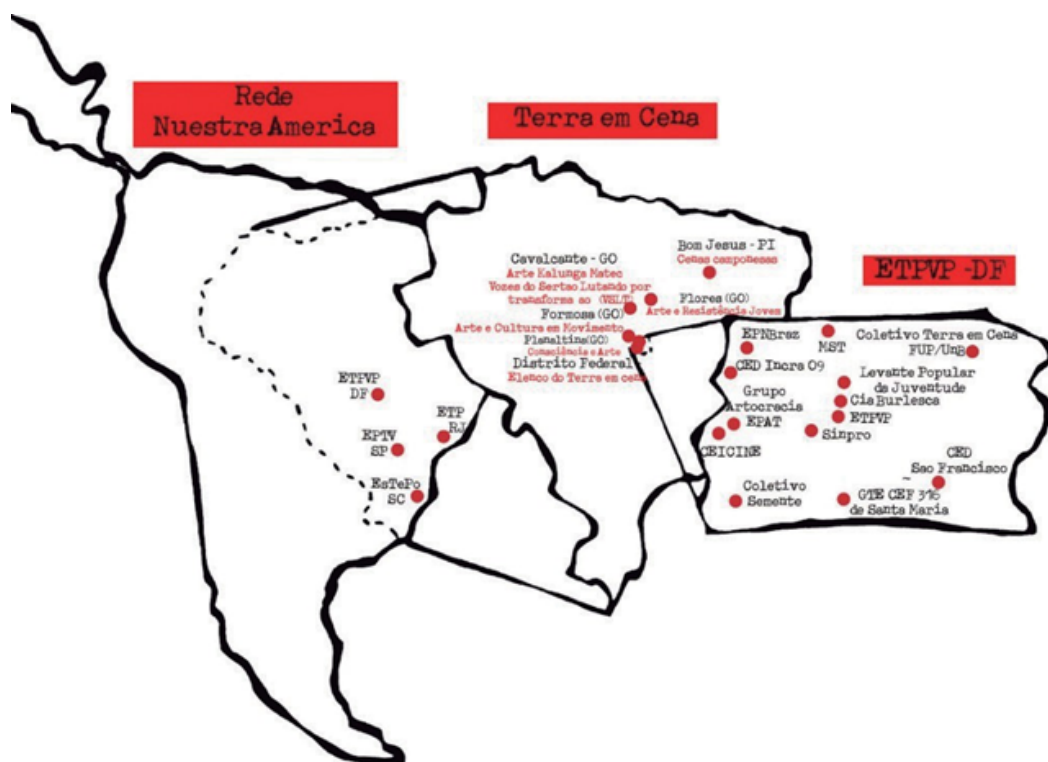 Rede
Nuestra America
Terra em Cena
ETPVP-DF
ETPVP
DF
ETP
RJ
EPTV
SP
EsTePo
SC
Cavalcante - GO
Arte Kalunga Matec
Vozes do Sertao Lutando por
transforma ao (VSLT)
Formosa (GO)
Arte e Cultura em Movimento
Planaltina(GO)
Consciência e Arte
Distrito Federal
Elenco do Terra em cena
Bom Jesus - PI
Cenas camponesas
Flores (GO)
Arte e Resistência Jovem
EPNBraz
MST
Coletivo Terra em Cena
FUP/UnB
CED Incra 09
Levante Popular
da Juventude
Grupo
Artocracia
Cia Burlesca
EPAT
ETPVP
CEICINE
Sinpro
CED
Sao Francisco
Coletivo
Semente
GTE CEF 316
de Santa Maria